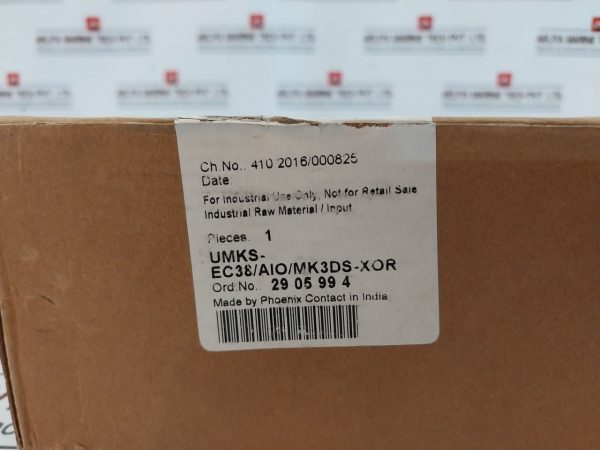 Ch.No.. 410 2016/000825
Date.
For Industrial Use Only, Not for Retail Sale
Industrial Raw Material / Input
Pieces. 1
UMKS-
EC38/AIO/MK3DS-XOR
Ord.No.. 29 05 99 4
Made by Phoenix Contact in India